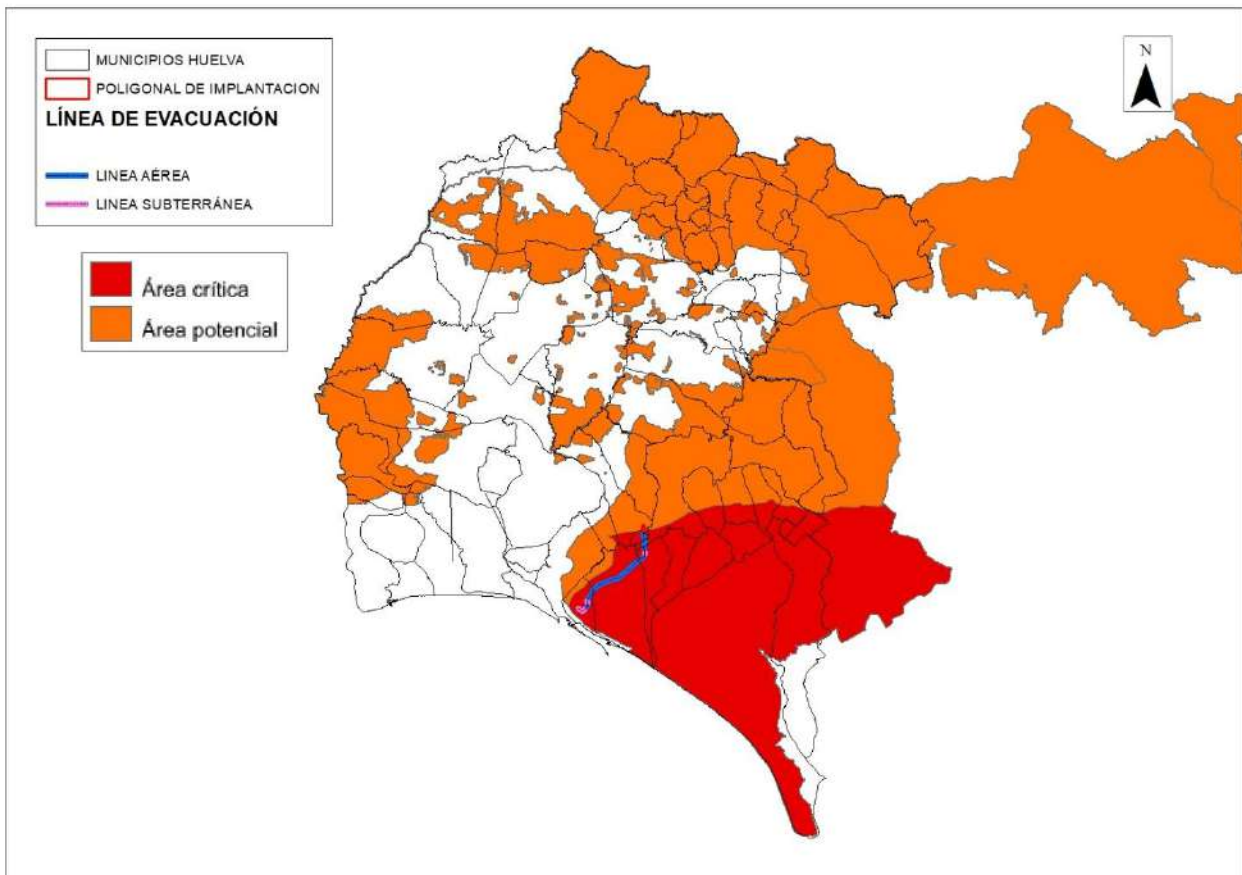 MUNICIPIOS HUELVA
POLIGONAL DE IMPLANTACION
LÍNEA DE EVACUACIÓN
LINEA AÉREA
LINEA SUBTERRÁNEA
Área crítica
Área potencial
N